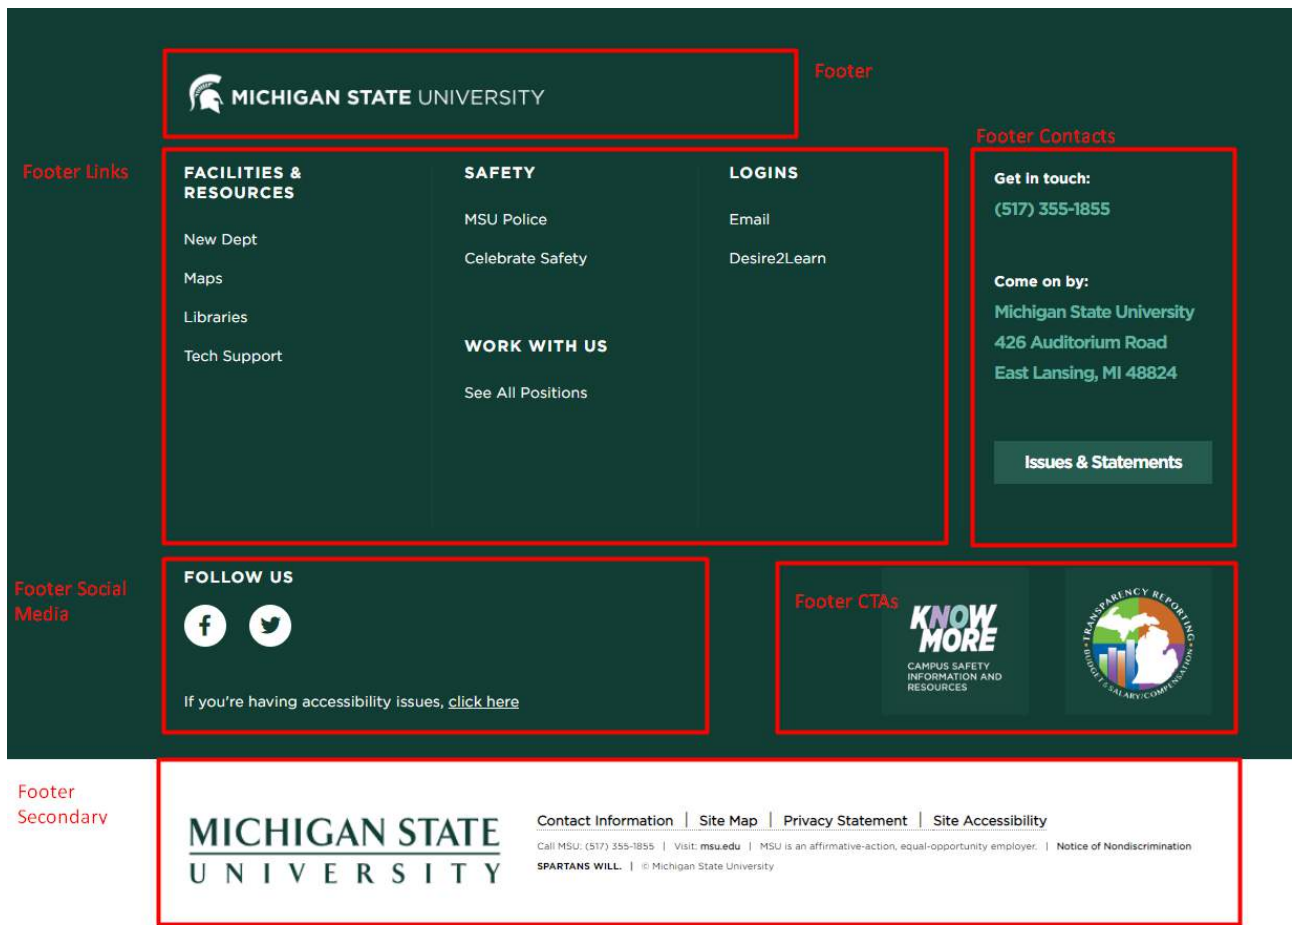 Footer
MICHIGAN STATE UNIVERSITY
Footer Links
FACILITIES &
RESOURCES
New Dept
Maps
Libraries
Tech Support
SAFETY
MSU Police
Celebrate Safety
WORK WITH US
See All Positions
LOGINS
Email
Desire2Learn
Footer Contacts
Get in touch:
(517) 355-1855
Come on by:
Michigan State University
426 Auditorium Road
East Lansing, MI 48824
Issues & Statements
Footer Social
Media
FOLLOW US
If you're having accessibility issues, click here
Footer CTAs
KNOW
MORE
CAMPUS SAFETY
INFORMATION AND
RESOURCES
TRANSPARENCY REPORTING
BUDGET & SALARY/COMPENSATION
Footer
Secondary
MICHIGAN STATE
UNIVERSITY
Contact Information | Site Map | Privacy Statement | Site Accessibility
Call MSU: (517) 355-1855 | Visit: msu.edu | MSU is an affirmative-action, equal-opportunity employer. | Notice of Nondiscrimination
SPARTANS WILL. | © Michigan State University